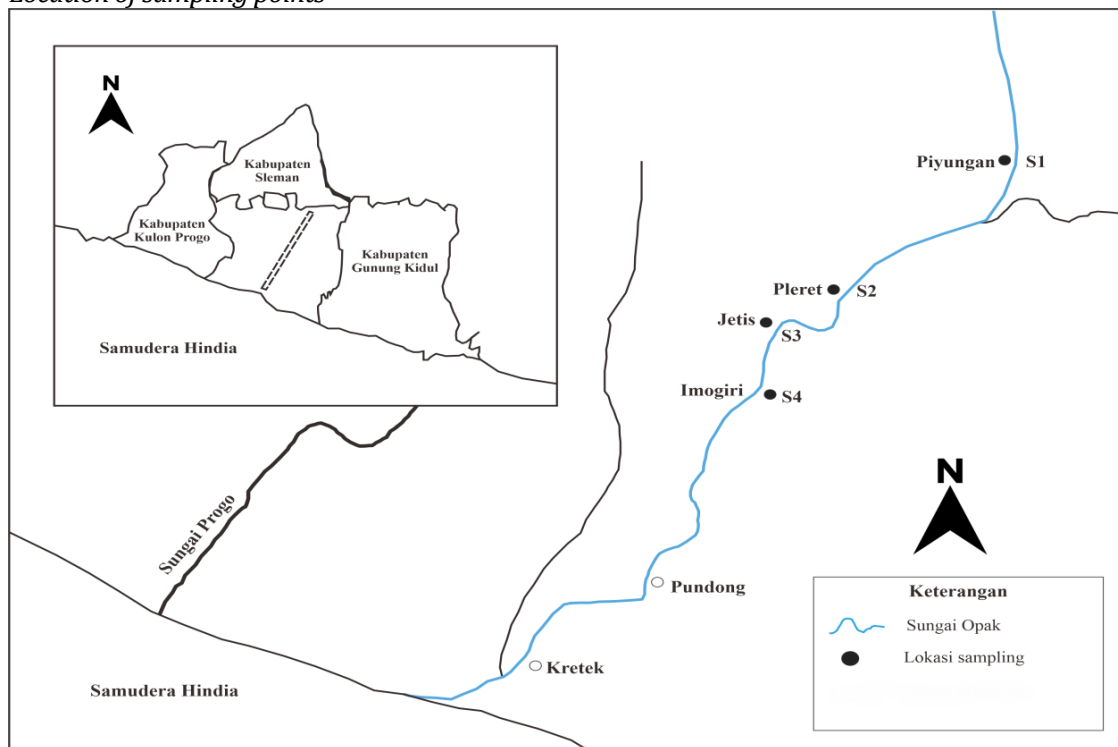 Location of sampling points
N
Kabupaten
Sleman
Kabupaten
Kulon Progo
Kabupaten
Gunung Kidul
Samudera Hindia
Piyungan S1
Pleret S2
Jetis S3
Imogiri S4
Sungai Progo
N
Pundong
Kretek
Samudera Hindia
Keterangan
Sungai Opak
Lokasi sampling